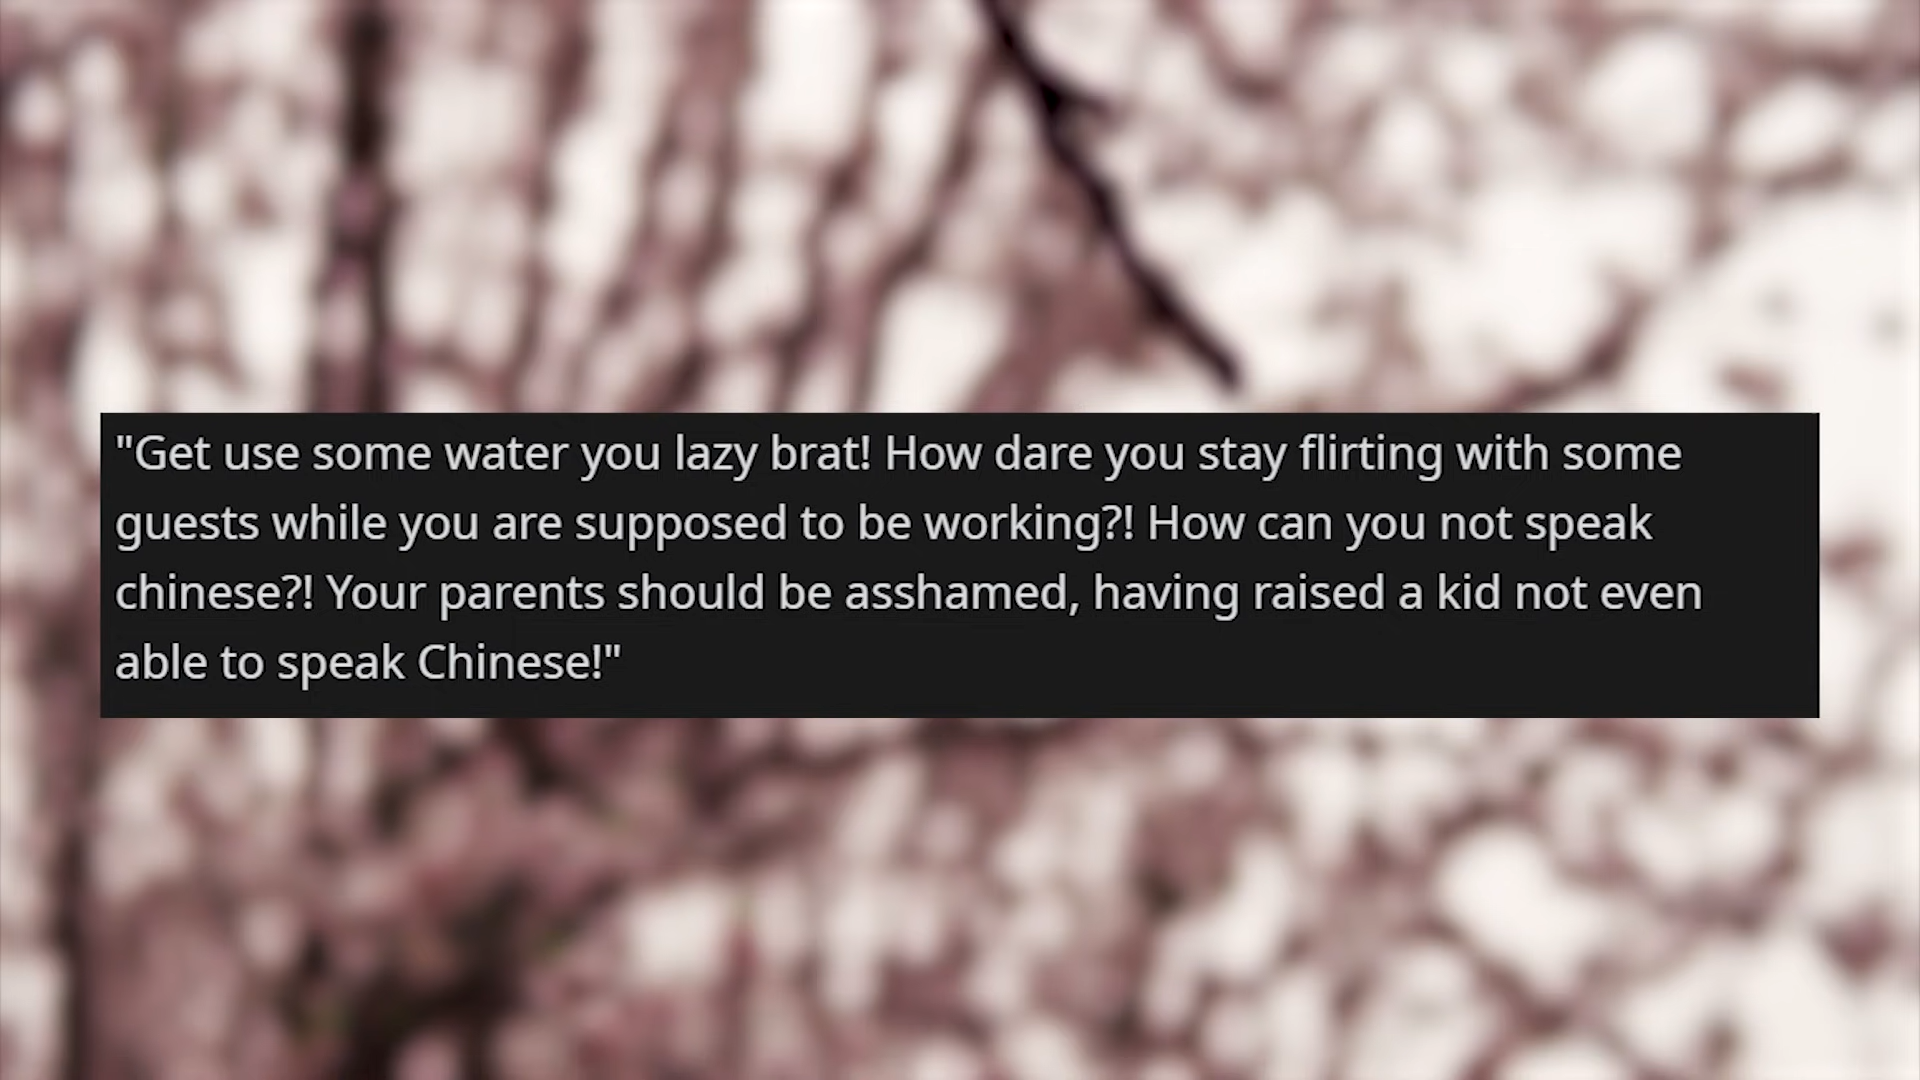 "Get use some water you lazy brat! How dare you stay flirting with some
guests while you are supposed to be working?! How can you not speak
chinese?! Your parents should be asshamed, having raised a kid not even
able to speak Chinese!"